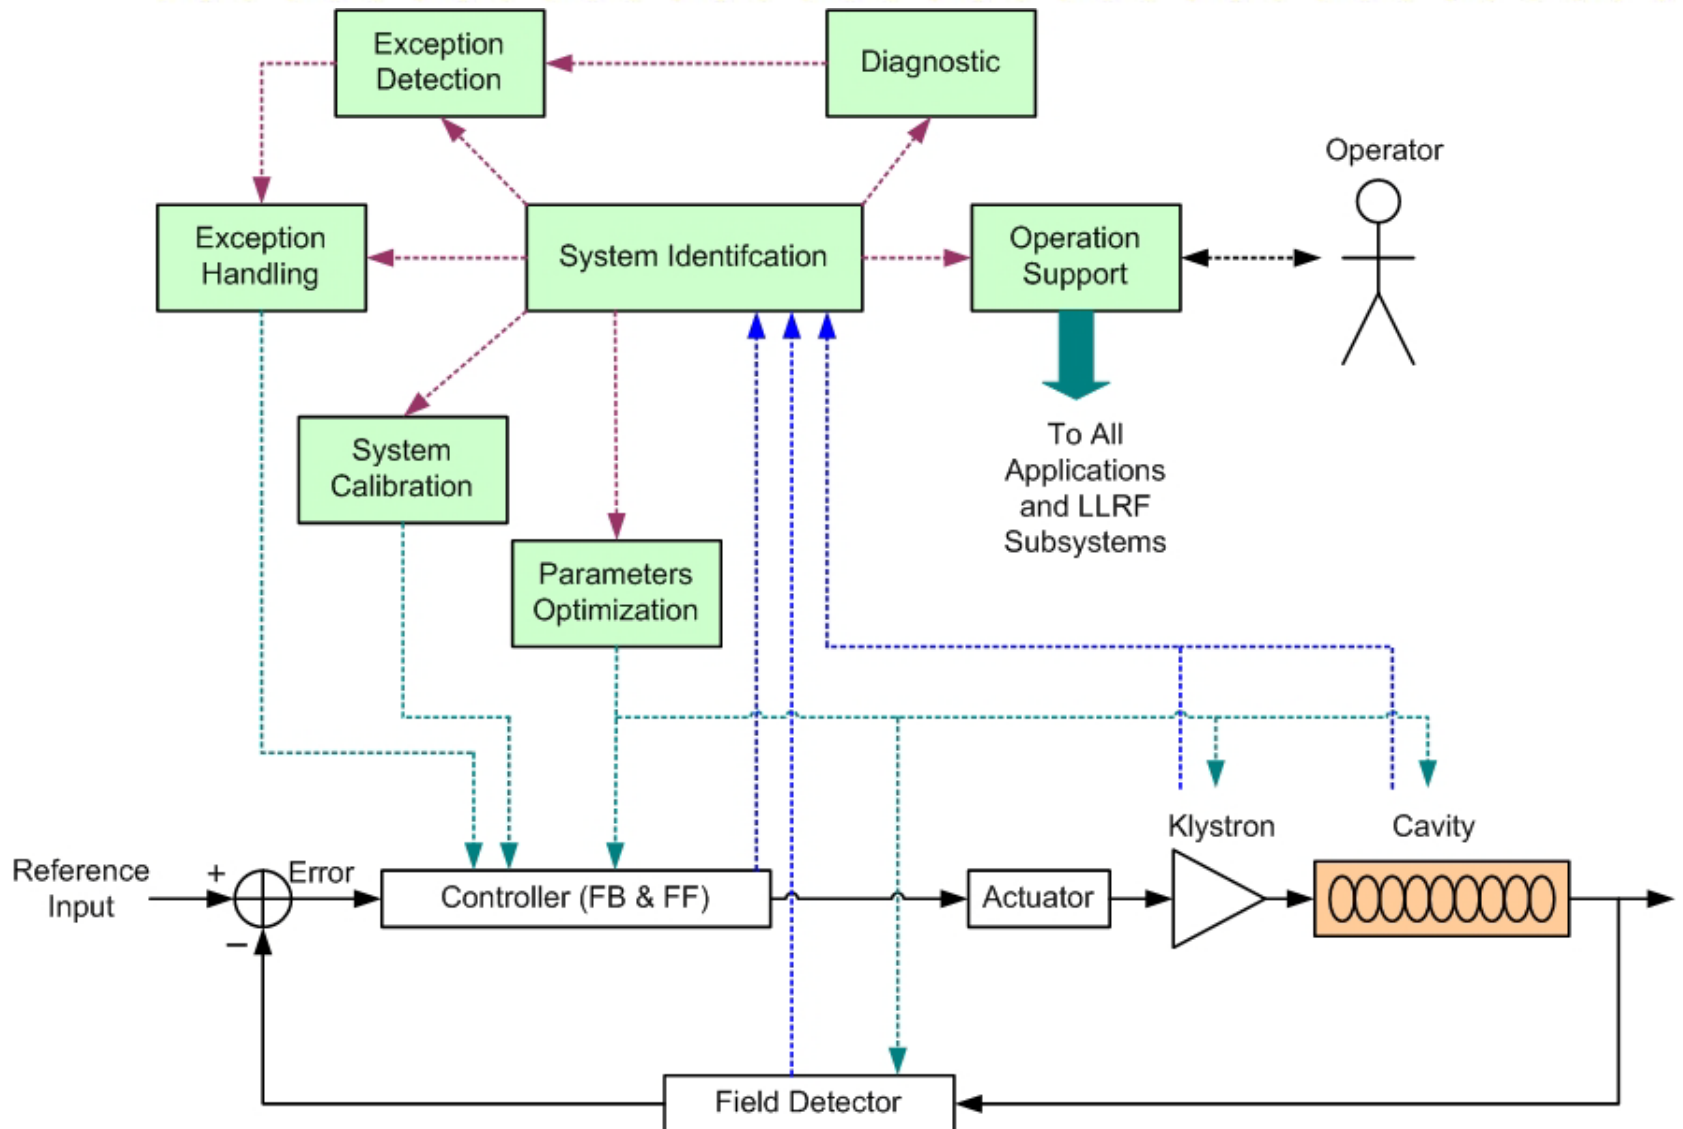 Exception
Detection
Diagnostic
Operator
Exception
Handling
System Identifcation
Operation
Support
System
Calibration
To All
Applications
and LLRF
Subsystems
Parameters
Optimization
Klystron
Cavity
Reference
Input
+
Error
−
Controller (FB & FF)
Actuator
Field Detector